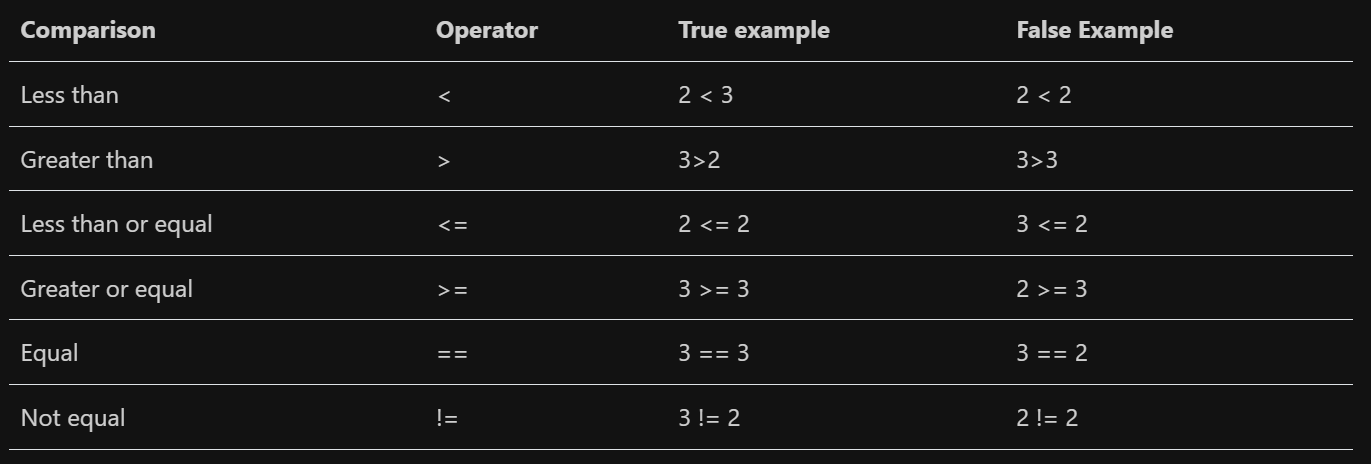 Comparison Operator True example False Example
Less than < 2 < 3 2 < 2
Greater than > 3>2 3>3
Less than or equal <= 2 <= 2 3 <= 2
Greater or equal >= 3 >= 3 2 >= 3
Equal == 3 == 3 3 == 2
Not equal != 3 != 2 2 != 2